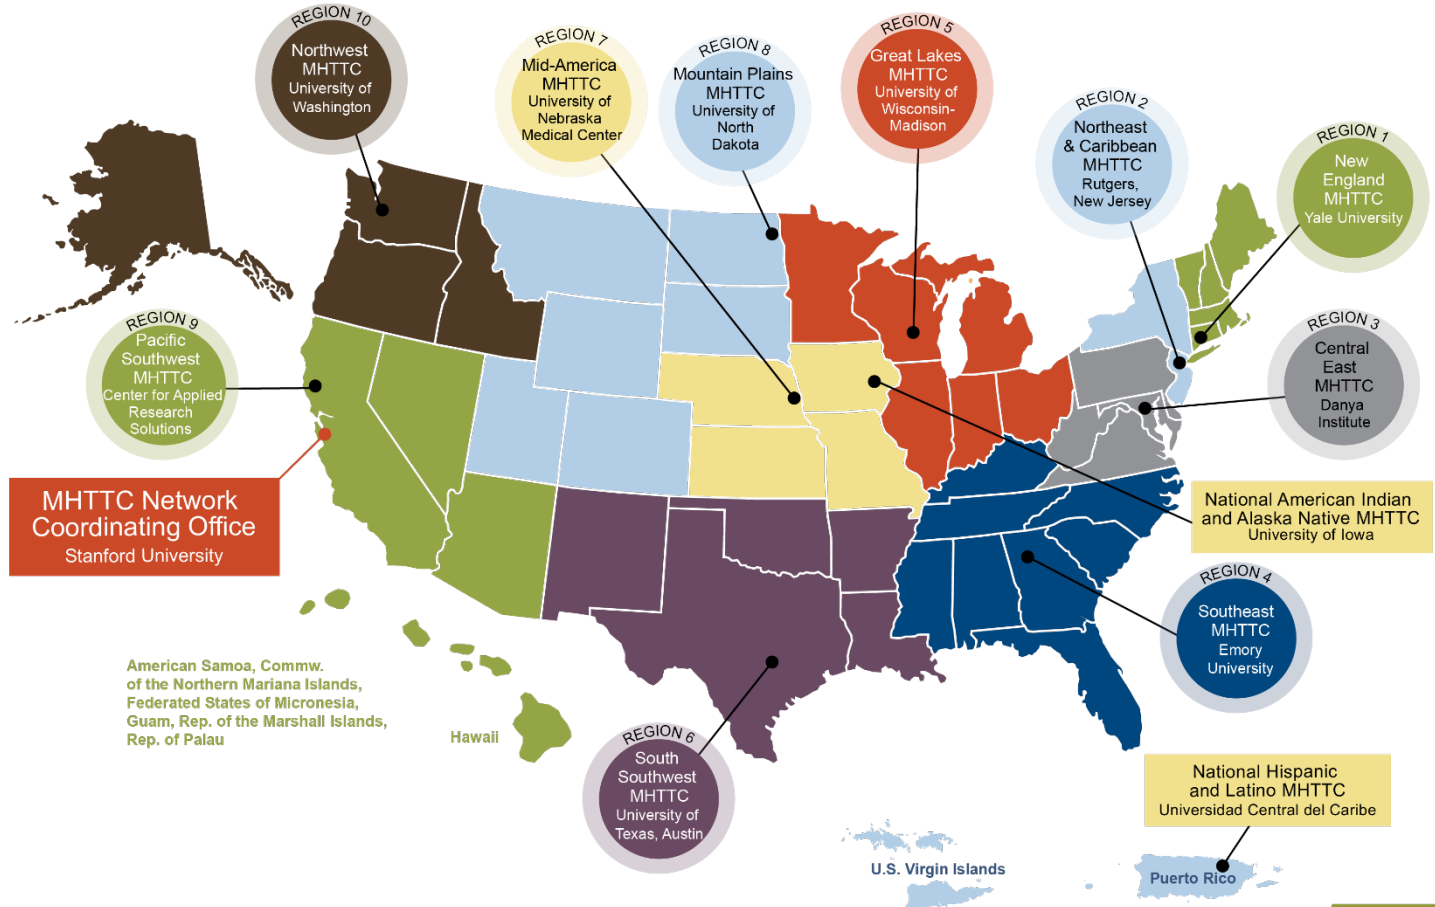 REGION 10
Northwest
MHTTC
University of
Washington
REGION 7
Mid-America
MHTTC
University of
Nebraska
Medical Center
REGION 8
Mountain Plains
MHTTC
University of
North
Dakota
REGION 5
Great Lakes
MHTTC
University of
Wisconsin-
Madison
REGION 2
Northeast
& Caribbean
MHTTC
Rutgers,
New Jersey
REGION 1
New
England
MHTTC
Yale University
REGION 9
Pacific
Southwest
MHTTC
Center for Applied
Research
Solutions
REGION 3
Central
East
MHTTC
Danya
Institute
MHTTC Network
Coordinating Office
Stanford University
National American Indian
and Alaska Native MHTTC
University of Iowa
REGION 4
Southeast
MHTTC
Emory
University
American Samoa, Commw.
of the Northern Mariana Islands,
Federated States of Micronesia,
Guam, Rep. of the Marshall Islands,
Rep. of Palau
Hawaii
REGION 6
South
Southwest
MHTTC
University of
Texas, Austin
National Hispanic
and Latino MHTTC
Universidad Central del Caribe
U.S. Virgin Islands
Puerto Rico